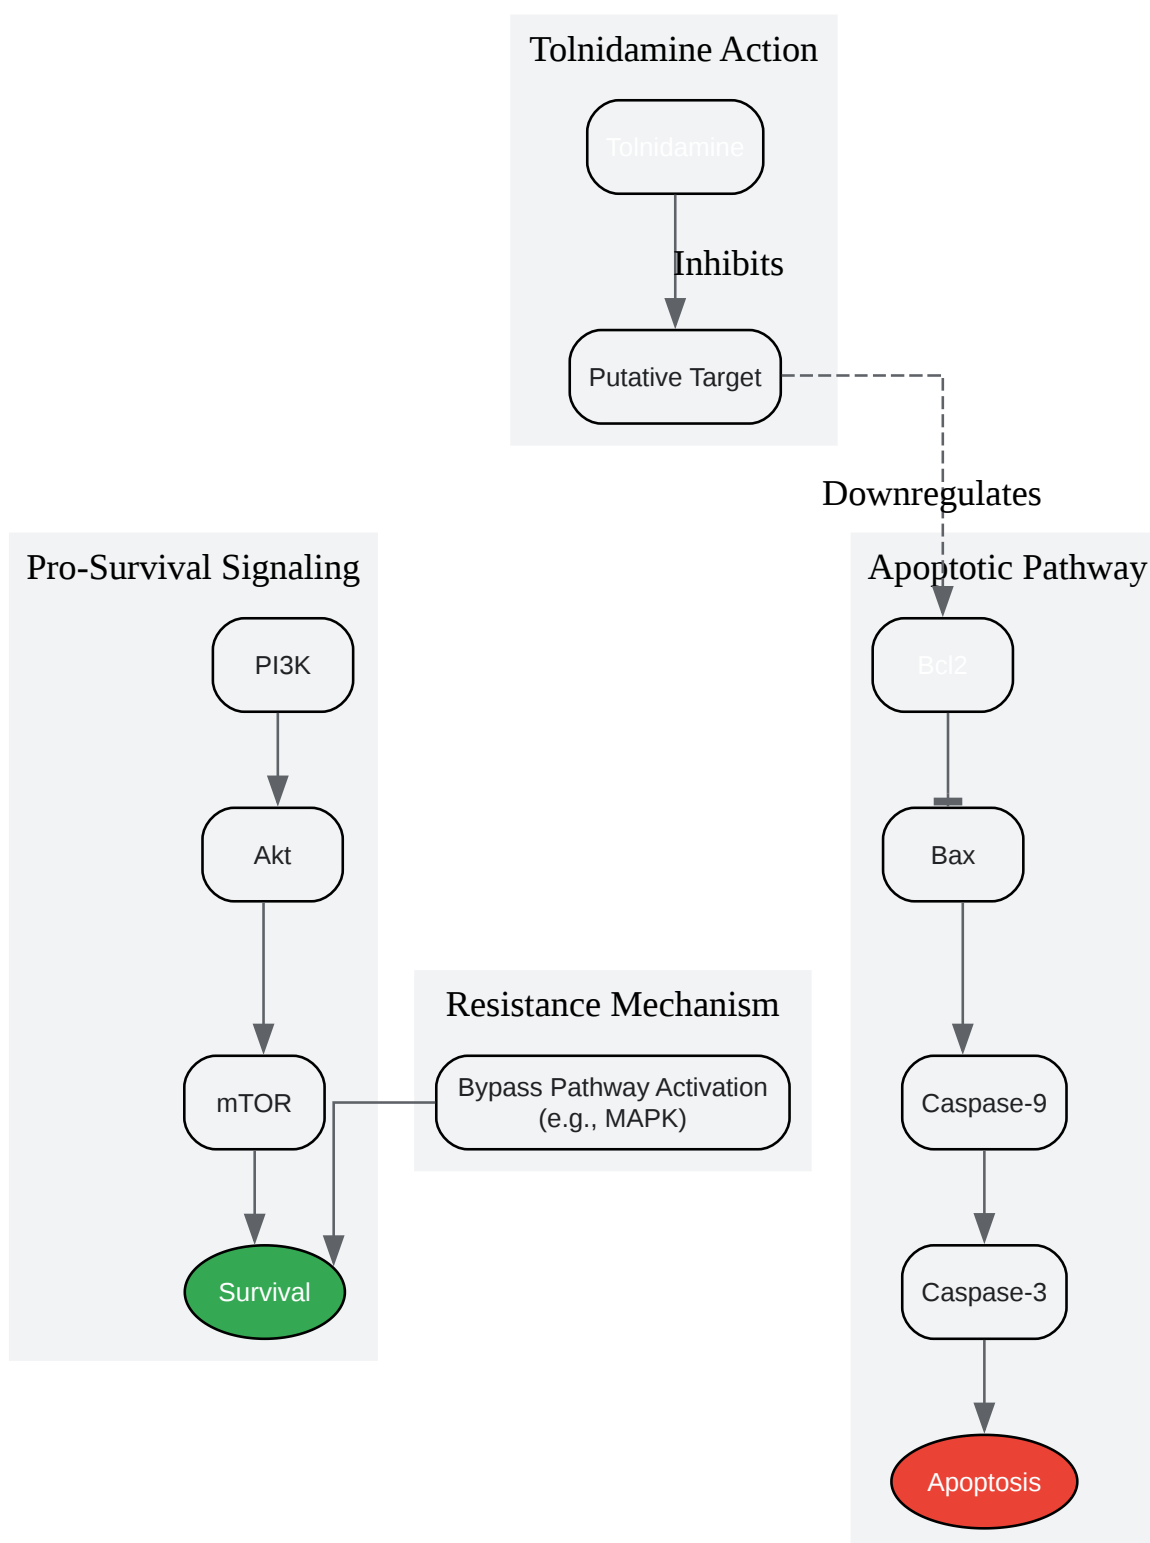 Tolnidamine Action
Tolnidamine
Inhibits
Putative Target
Downregulates
Pro-Survival Signaling
PI3K
Akt
mTOR
Survival
Resistance Mechanism
Bypass Pathway Activation
(e.g., MAPK)
Apoptotic Pathway
Bcl2
Bax
Caspase-9
Caspase-3
Apoptosis